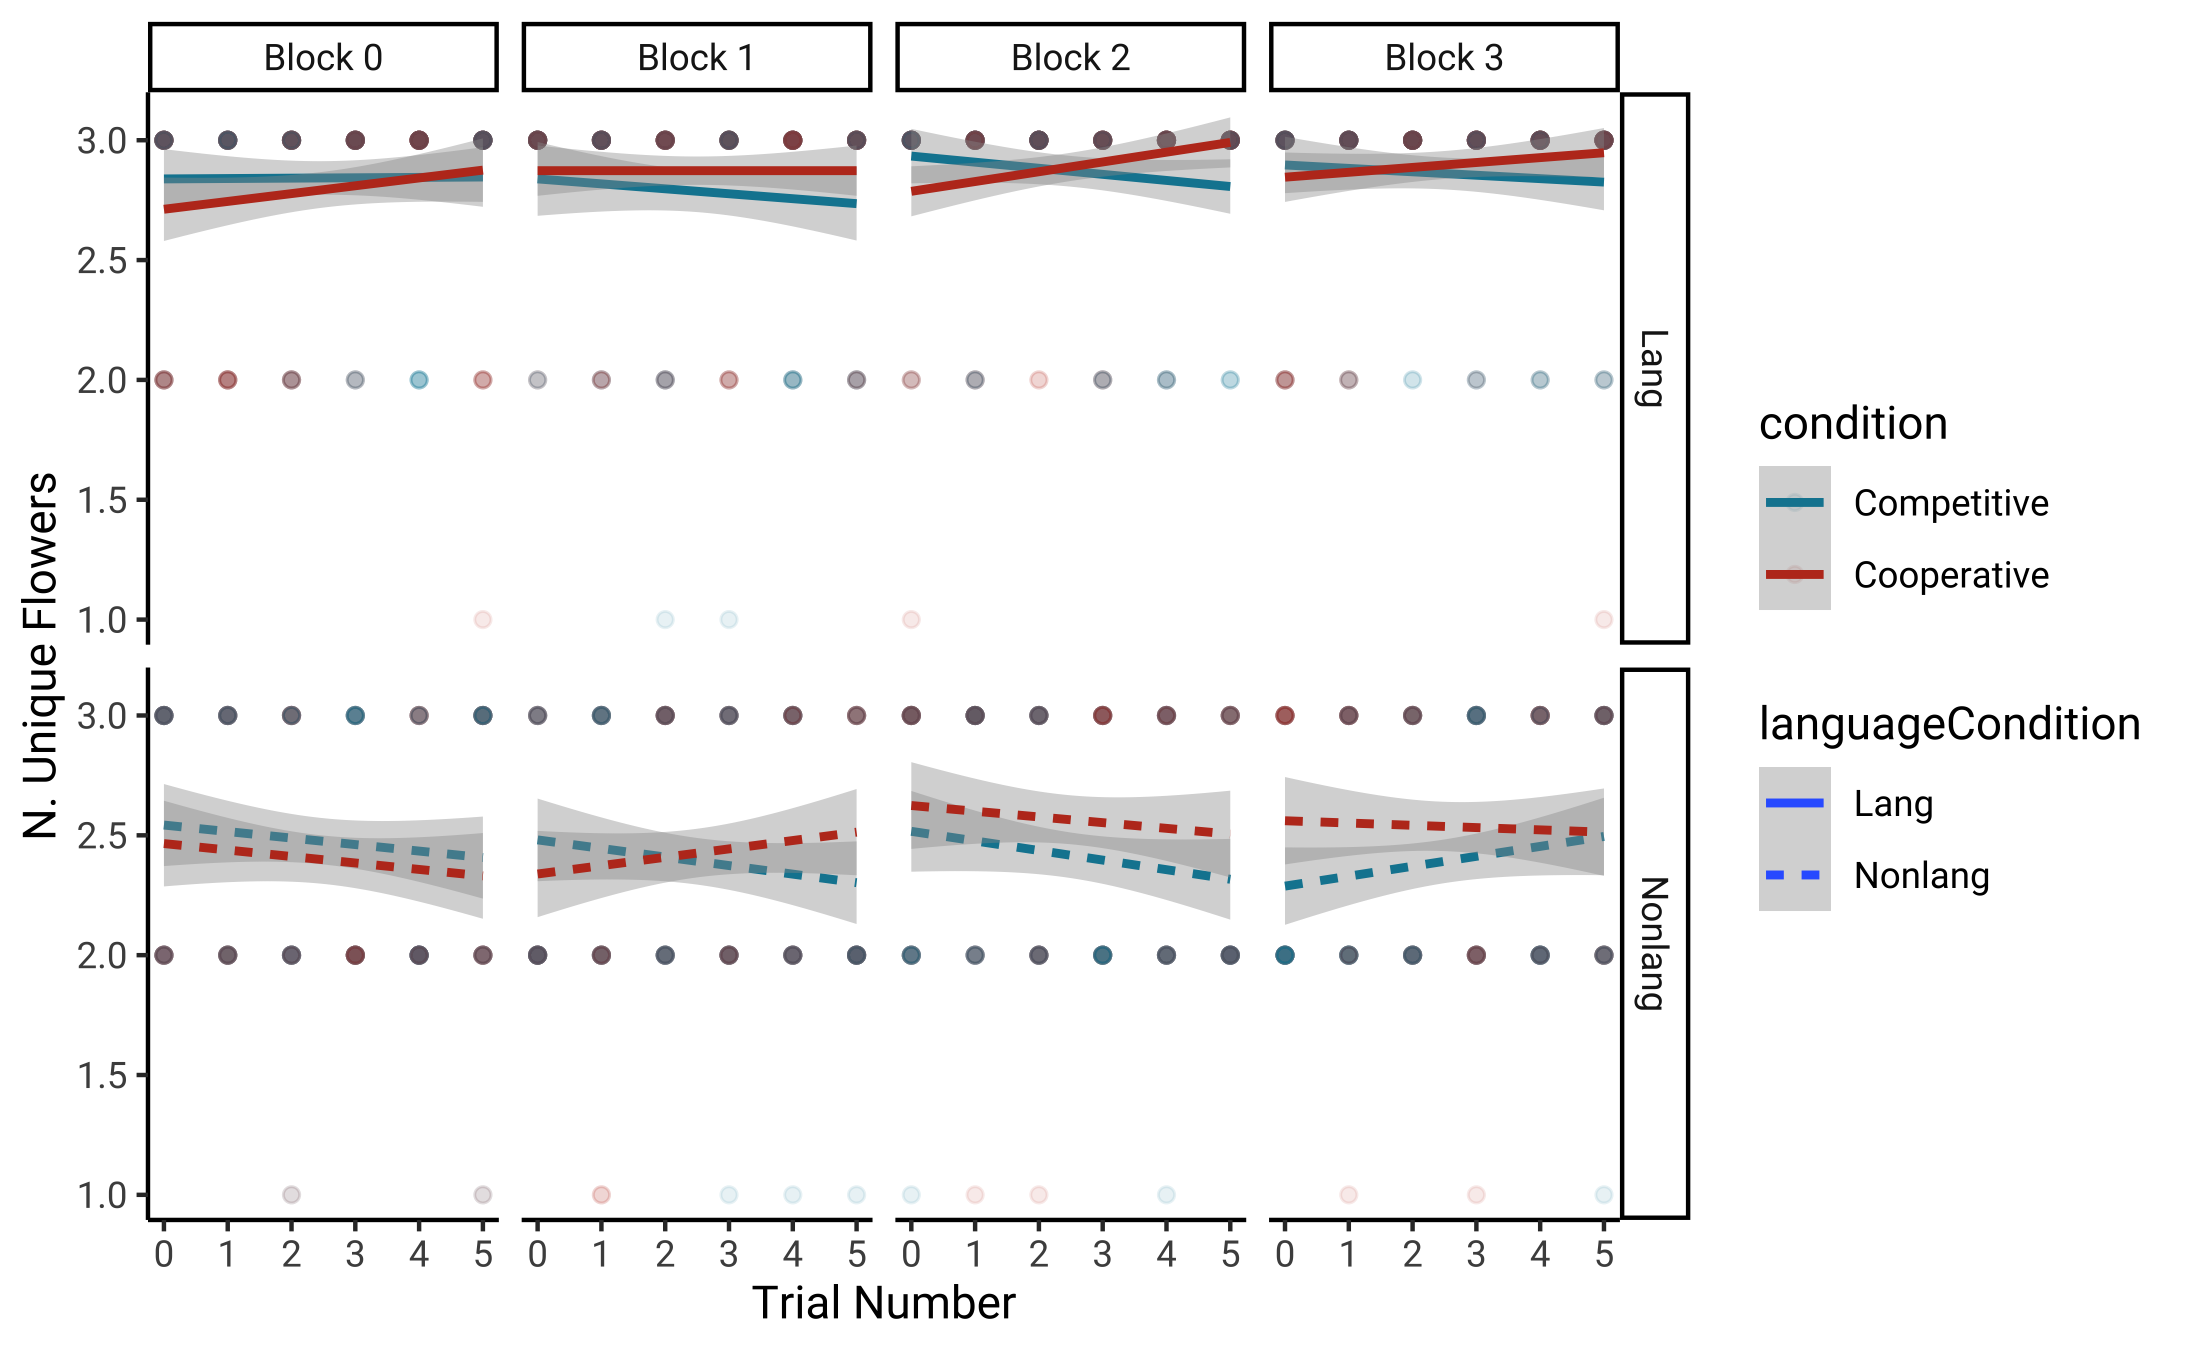 Block 0 Block 1 Block 2 Block 3
3.0
2.5
2.0
1.5
1.0
Lang
3.0
2.5
2.0
1.5
1.0
Nonlang
N. Unique Flowers
0 1 2 3 4 5 0 1 2 3 4 5 0 1 2 3 4 5 0 1 2 3 4 5
Trial Number
condition
Competitive
Cooperative
languageCondition
Lang
Nonlang